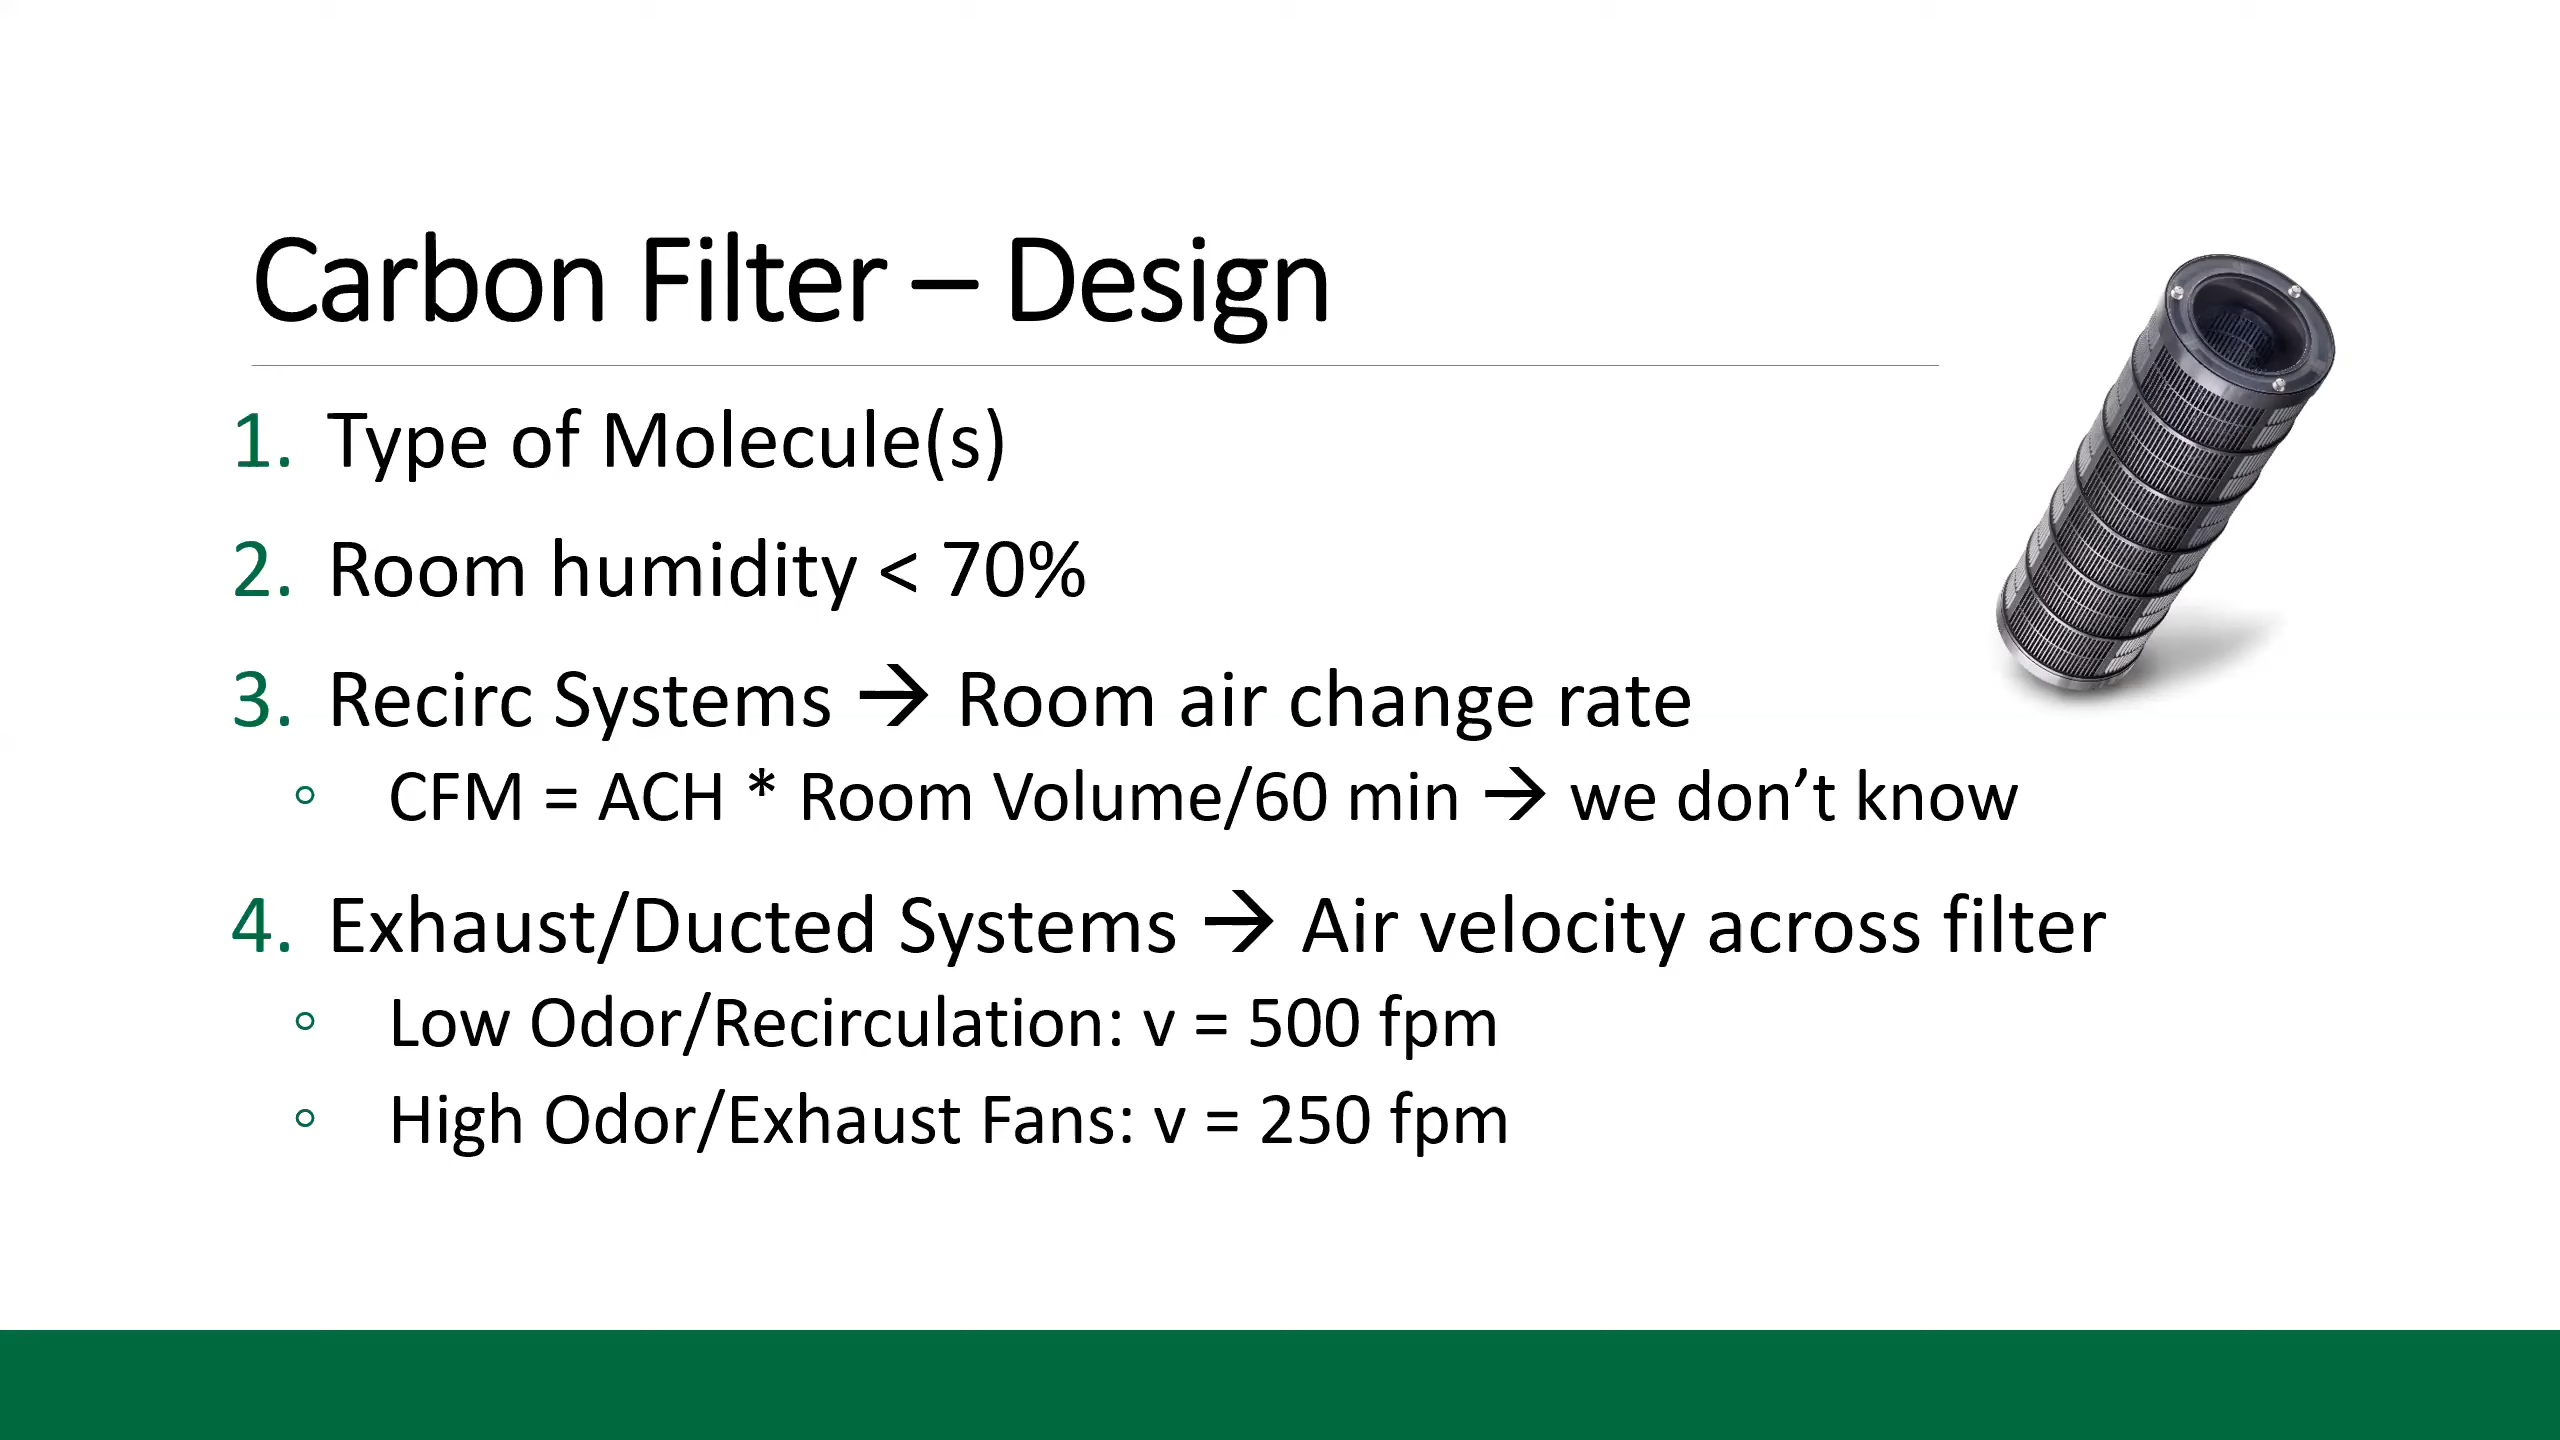 Carbon Filter – Design
1. Type of Molecule(s)
2. Room humidity < 70%
3. Recirc Systems → Room air change rate
◦ CFM = ACH * Room Volume/60 min → we don’t know
4. Exhaust/Ducted Systems → Air velocity across filter
◦ Low Odor/Recirculation: v = 500 fpm
◦ High Odor/Exhaust Fans: v = 250 fpm